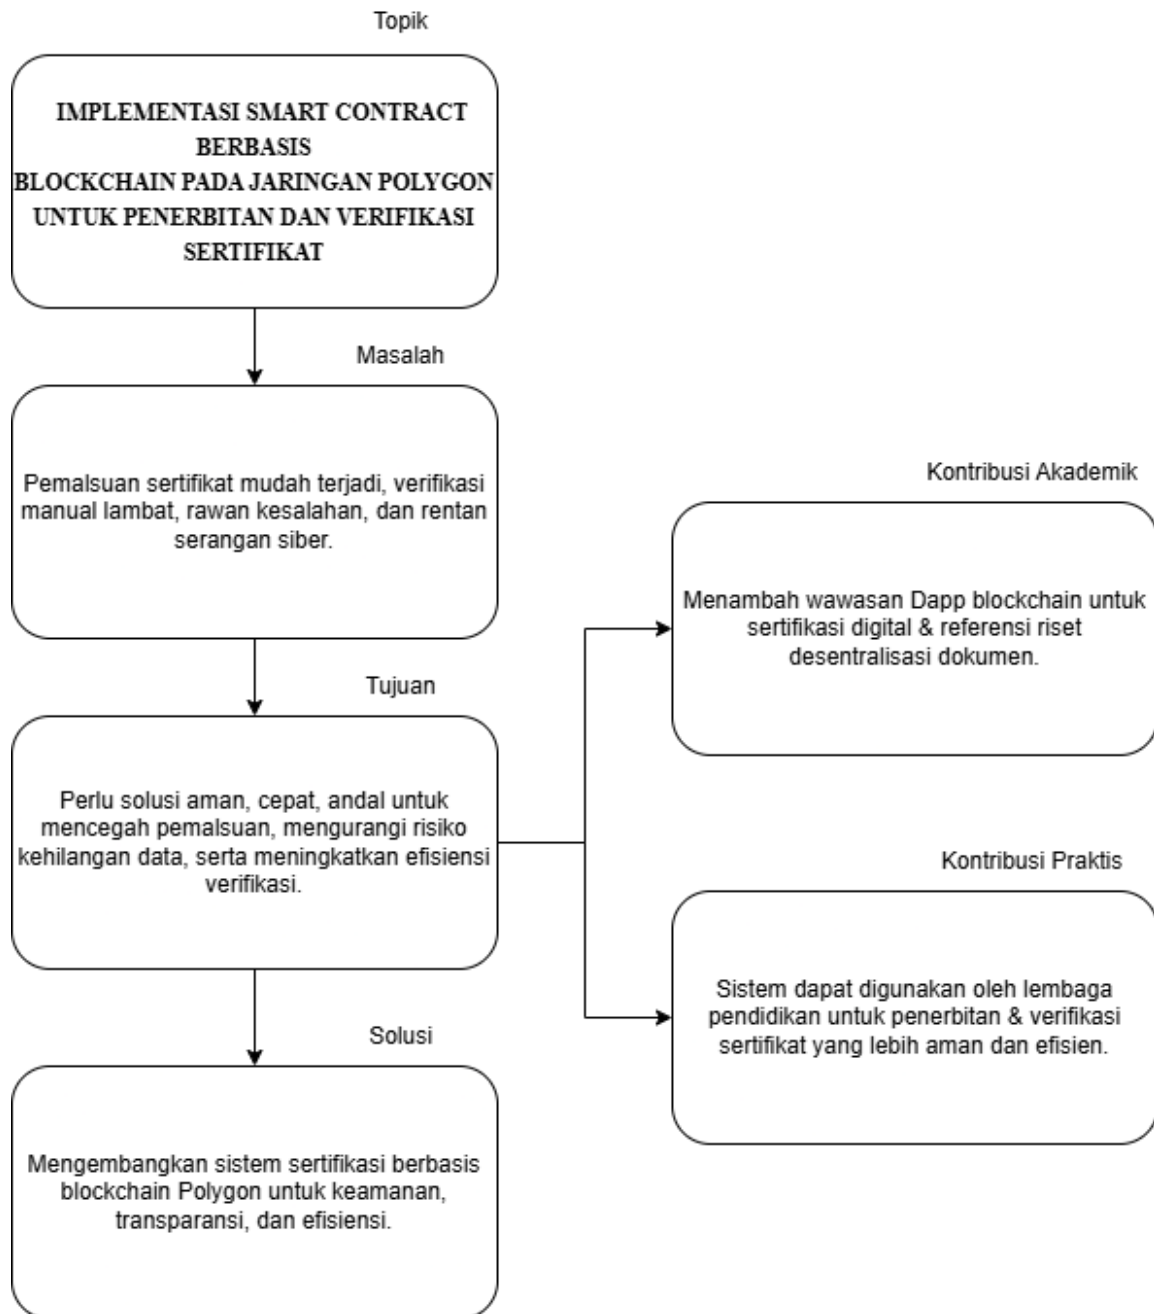 Topik
IMPLEMENTASI SMART CONTRACT
BERBASIS
BLOCKCHAIN PADA JARINGAN POLYGON
UNTUK PENERBITAN DAN VERIFIKASI
SERTIFIKAT
Masalah
Pemalsuan sertifikat mudah terjadi, verifikasi
manual lambat, rawan kesalahan, dan rentan
serangan siber.
Tujuan
Perlu solusi aman, cepat, andal untuk
mencegah pemalsuan, mengurangi risiko
kehilangan data, serta meningkatkan efisiensi
verifikasi.
Solusi
Mengembangkan sistem sertifikasi berbasis
blockchain Polygon untuk keamanan,
transparansi, dan efisiensi.
Kontribusi Akademik
Menambah wawasan Dapp blockchain untuk
sertifikasi digital & referensi riset
desentralisasi dokumen.
Kontribusi Praktis
Sistem dapat digunakan oleh lembaga
pendidikan untuk penerbitan & verifikasi
sertifikat yang lebih aman dan efisien.